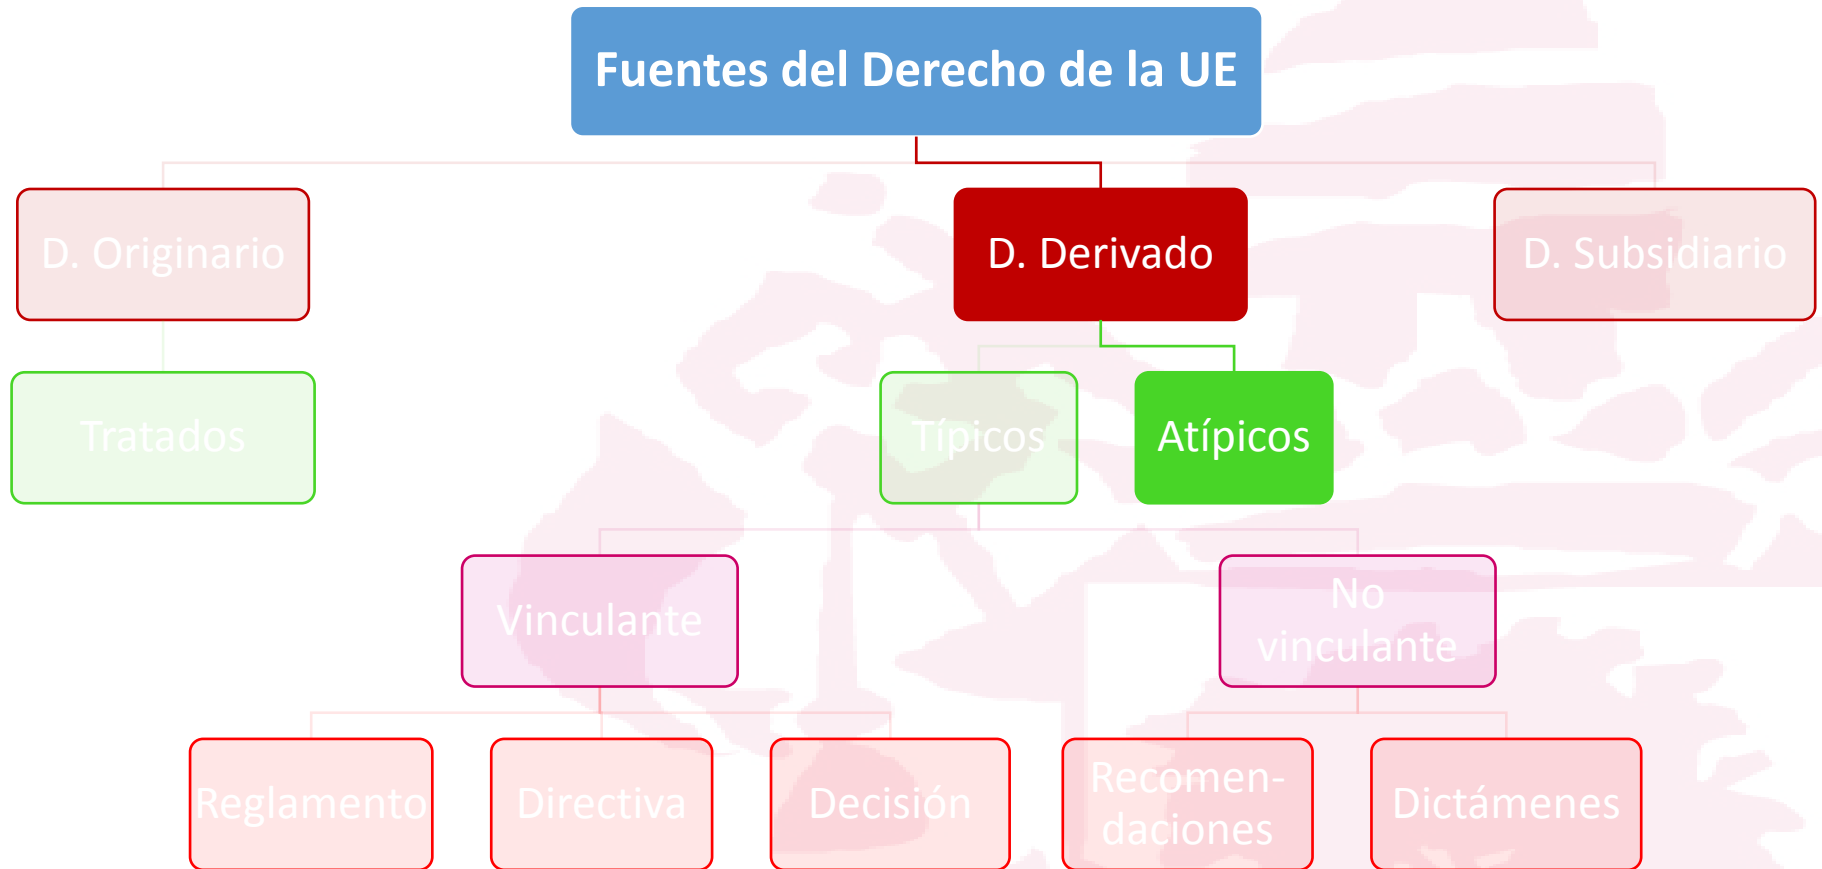 Fuentes del Derecho de la UE
D. Originario
D. Derivado
D. Subsidiario
Tratados
Típicos
Atípicos
Vinculante
No
vinculante
Reglamento
Directiva
Decisión
Recomen-
daciones
Dictámenes